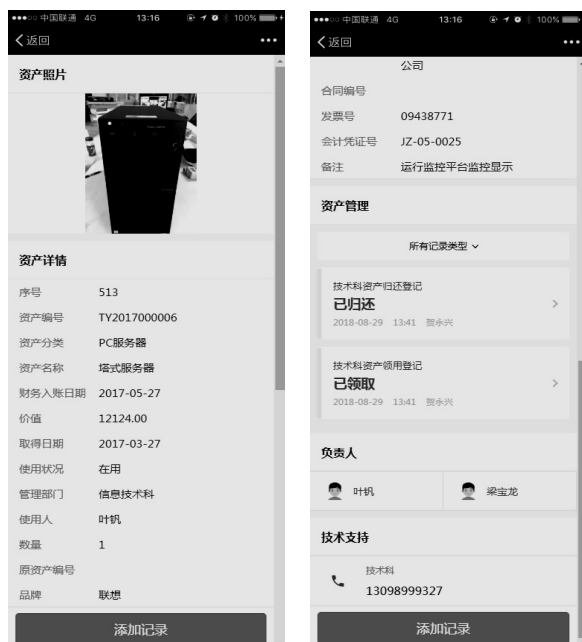 中国联通 4G 13:16 100%
返回
资产照片
资产详情
序号 513
资产编号 TY2017000006
资产分类 PC服务器
资产名称 塔式服务器
财务入账日期 2017-05-27
价值 12124.00
取得日期 2017-03-27
使用状况 在用
管理部门 信息技术科
使用人 叶钒
数量 1
原资产编号
品牌 联想
添加记录
中国联通 4G 13:16 100%
返回
公司
合同编号
发票号 09438771
会计凭证号 JZ-05-0025
备注 运行监控平台监控显示
资产管理
所有记录类型
技术科资产归还登记
已归还
2018-08-29 13:41 贺永兴
技术科资产领用登记
已领取
2018-08-29 13:41 贺永兴
负责人
叶钒 梁宝龙
技术支持
技术科
13098999327
添加记录